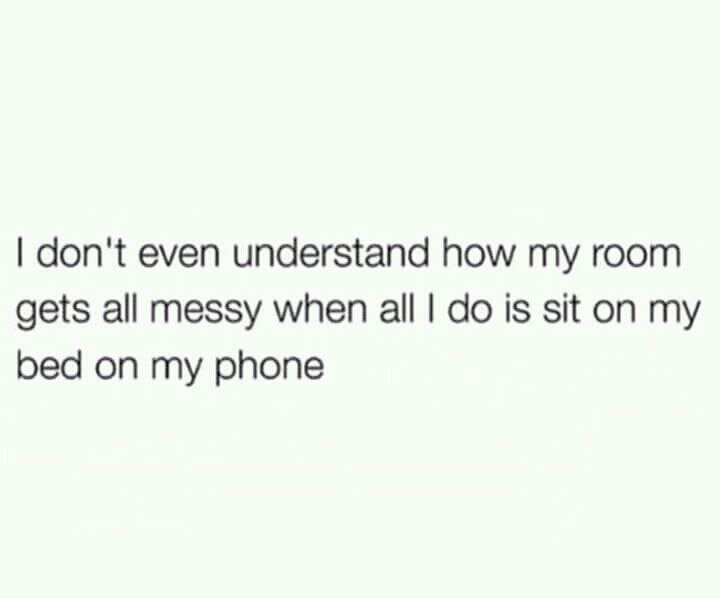 I don't even understand how my room
gets all messy when all I do is sit on my
bed on my phone